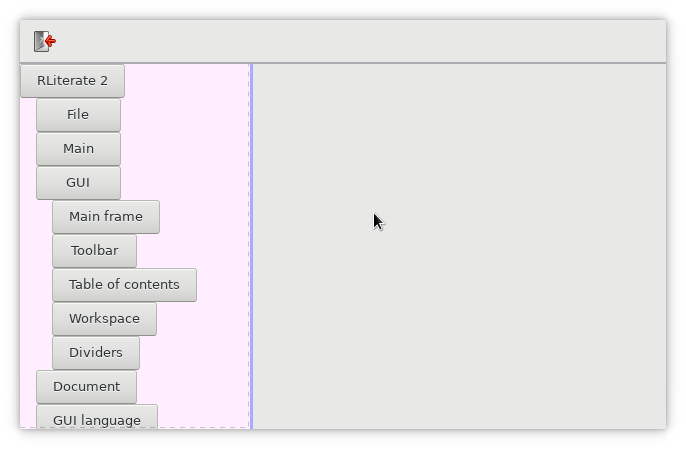 RLiterate 2
File
Main
GUI
Main frame
Toolbar
Table of contents
Workspace
Dividers
Document
GUI language